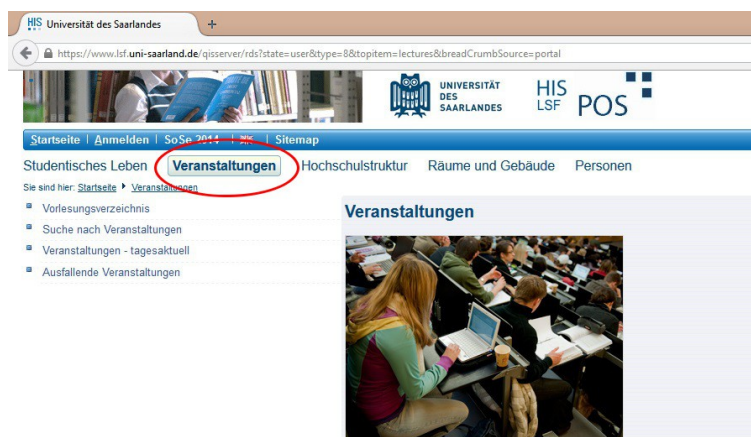 HIS Universität des Saarlandes +
https://www.lsf.uni-saarland.de/qisserver/rds?state=user&type=8&topitem=lectures&breadCrumbSource=portal
UNIVERSITÄT
DES
SAARLANDES
HIS
LSF POS
Startseite | Anmelden | SoSe 2014 | | Sitemap
Studentisches Leben Veranstaltungen Hochschulstruktur Räume und Gebäude Personen
Sie sind hier: Startseite Veranstaltungen
Vorlesungsverzeichnis
Suche nach Veranstaltungen
Veranstaltungen - tagesaktuell
Ausfallende Veranstaltungen
Veranstaltungen